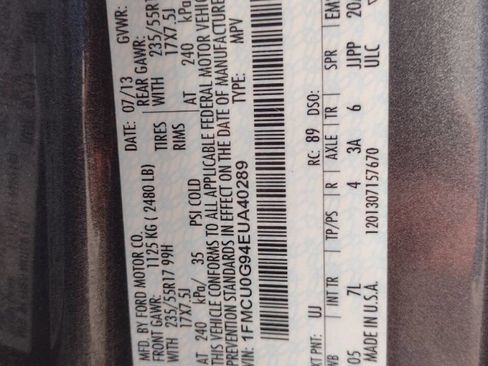 MFD. BY FORD MOTOR CO.
DATE: 07/13 GVWR:
FRONT GAWR: 1125 KG ( 2480 LB) REAR GAWR:
WITH WITH
235/55R17 99H TIRES 235/55R17
17X7.5J RIMS 17X7.5J
AT 240 kPa/ 35 PSI COLD AT 240 kPa
THIS VEHICLE CONFORMS TO ALL APPLICABLE FEDERAL MOTOR VEHIC
PREVENTION STANDARDS IN EFFECT ON THE DATE OF MANUFACTURE
VIN: 1FMCU0G94EUA40289 TYPE: MPV
XT PNT: UJ RC: 89 DSO:
WB INT TR TP/PS R AXLE TR SPR EM
05 7L 4 3A 6 JJPP 20
MADE IN U.S.A. 1201307157670 ULC